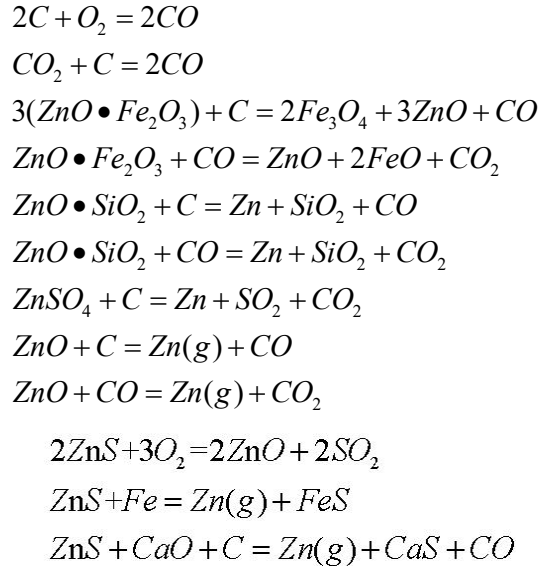 2C + O₂ = 2CO
CO₂ + C = 2CO
3(ZnO•Fe₂O₃) + C = 2Fe₃O₄ + 3ZnO + CO
ZnO•Fe₂O₃ + CO = ZnO + 2FeO + CO₂
ZnO•SiO₂ + C = Zn + SiO₂ + CO
ZnO•SiO₂ + CO = Zn + SiO₂ + CO₂
ZnSO₄ + C = Zn + SO₂ + CO₂
ZnO + C = Zn(g) + CO
ZnO + CO = Zn(g) + CO₂
2ZnS+3O₂=2ZnO+2SO₂
ZnS+Fe = Zn(g)+FeS
ZnS+CaO+C = Zn(g)+CaS+CO